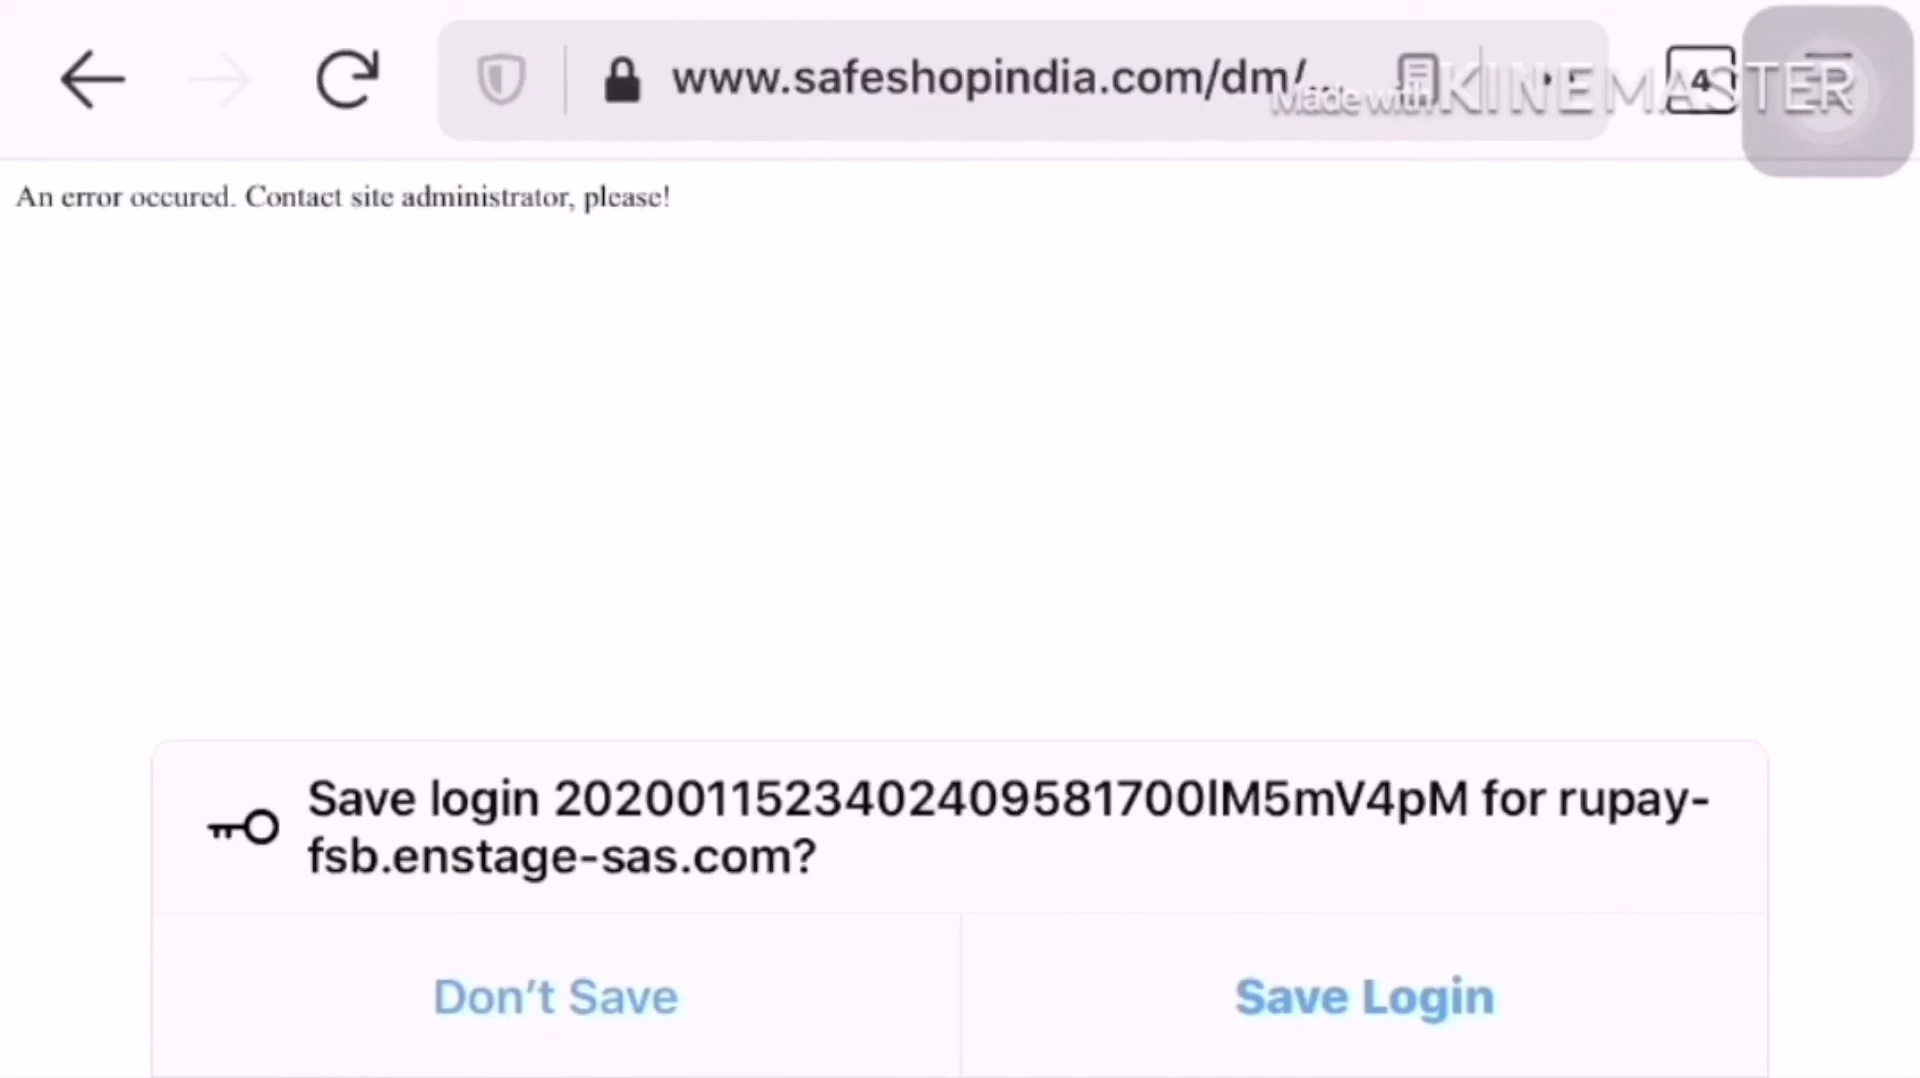 www.safeshopindia.com/dm/...
Made with KINEMASTER
4
An error occured. Contact site administrator, please!
Save login 2020011523402409581700lM5mV4pM for rupay-
fsb.enstage-sas.com?
Don't Save
Save Login